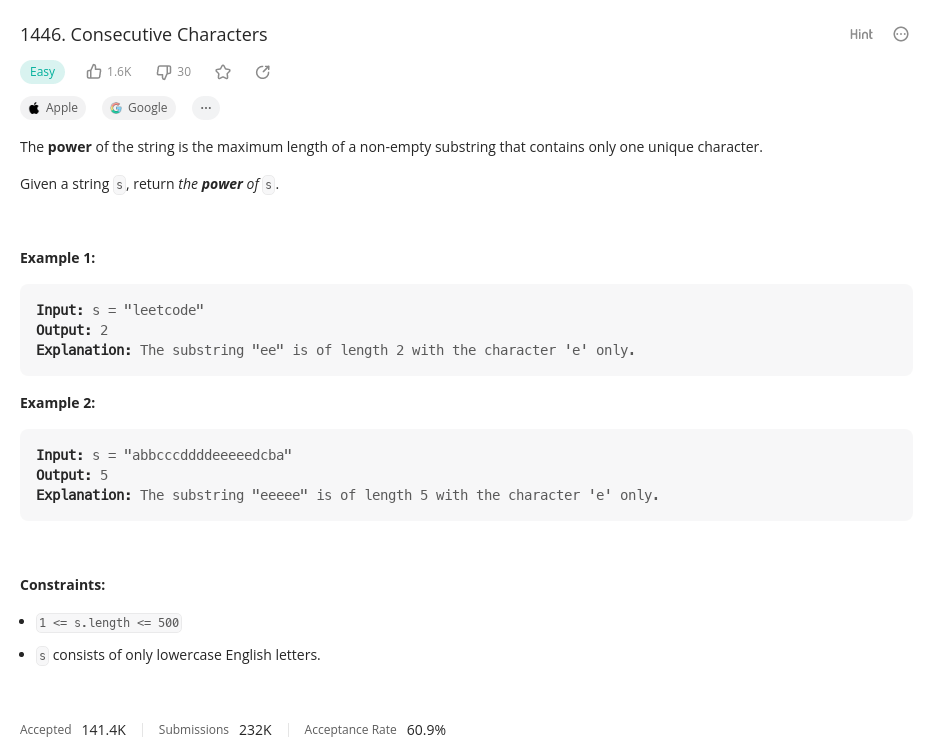 1446. Consecutive Characters
Hint
Easy
1.6K
30
Apple
Google
...
The power of the string is the maximum length of a non-empty substring that contains only one unique character.
Given a string s, return the power of s.
Example 1:
Input: s = "leetcode"
Output: 2
Explanation: The substring "ee" is of length 2 with the character 'e' only.
Example 2:
Input: s = "abbcccddddeeeeedcba"
Output: 5
Explanation: The substring "eeeee" is of length 5 with the character 'e' only.
Constraints:
1 <= s.length <= 500
s consists of only lowercase English letters.
Accepted 141.4K Submissions 232K Acceptance Rate 60.9%